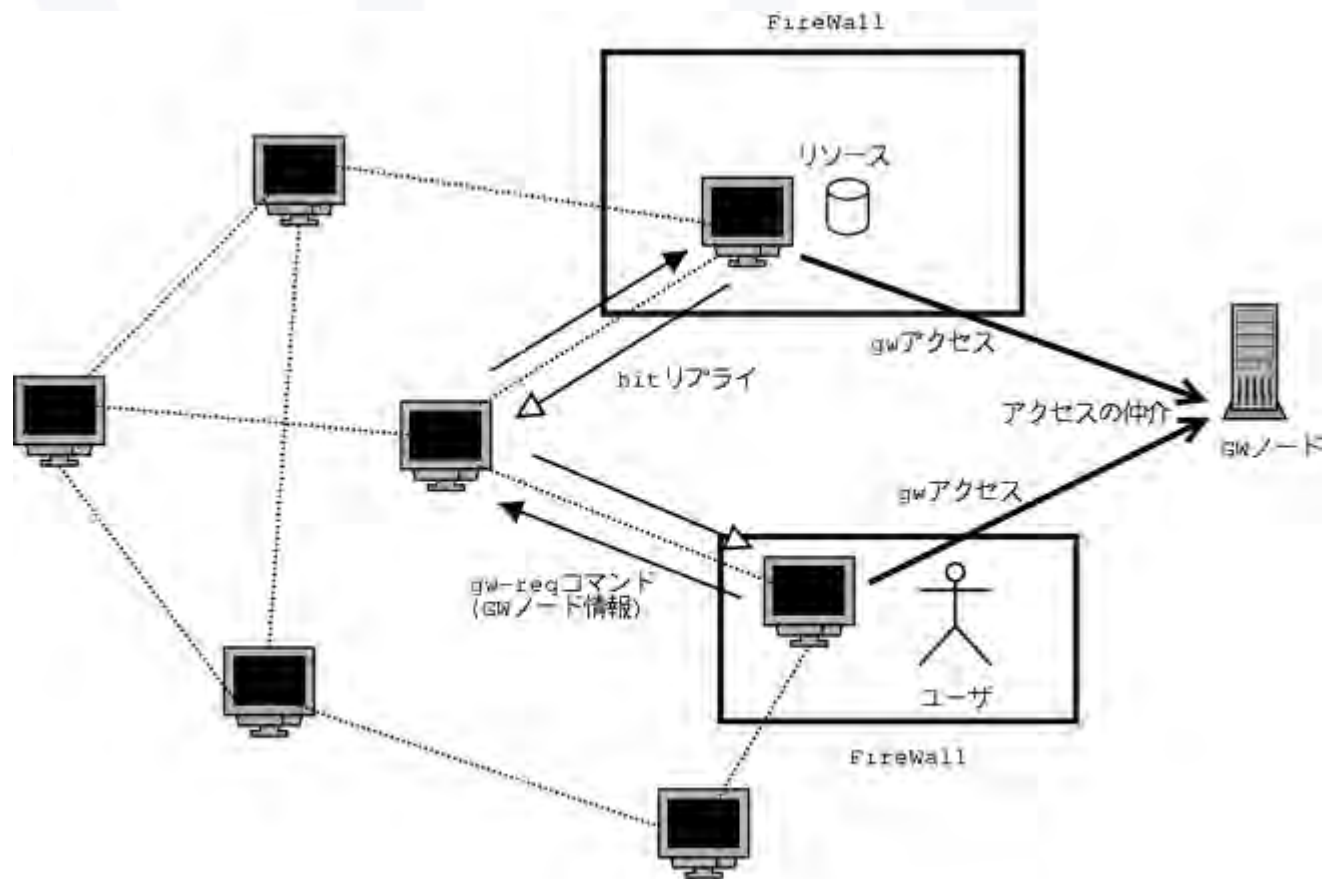 FireWall
リソース
gwアクセス
hitリプライ
アクセスの仲介
GWノード
gwアクセス
gw-reqコマンド
(GWノード情報)
ユーザ
FireWall